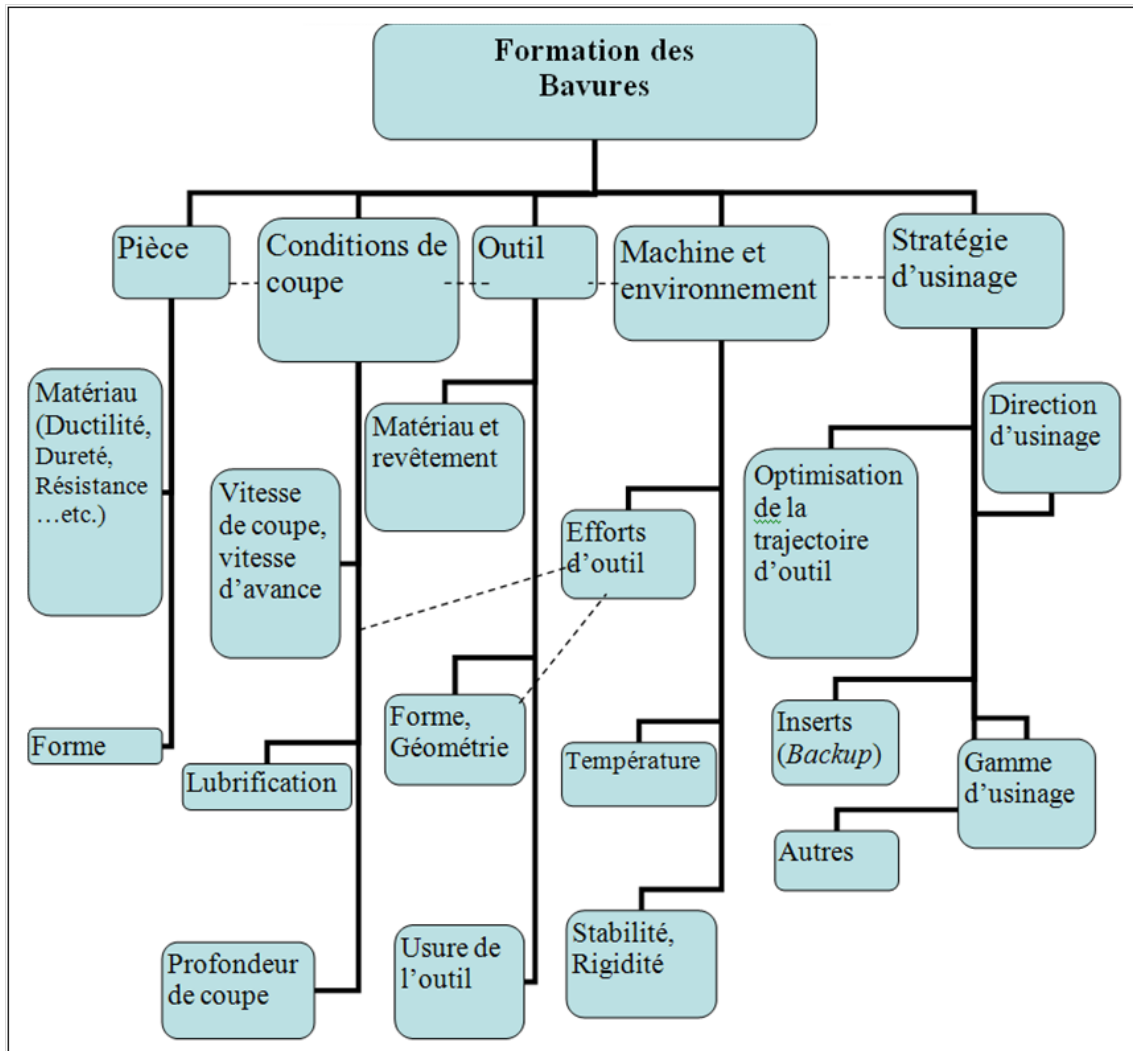 Formation des
Bavures
Pièce
Conditions de
coupe
Outil
Machine et
environnement
Stratégie
d’usinage
Matériau
(Ductilité,
Dureté,
Résistance
…etc.)
Forme
Vitesse
de coupe,
vitesse
d’avance
Lubrification
Profondeur
de coupe
Matériau et
revêtement
Forme,
Géométrie
Usure de
l’outil
Efforts
d’outil
Température
Stabilité,
Rigidité
Direction
d’usinage
Optimisation
de la
trajectoire
d’outil
Inserts
(Backup)
Gamme
d’usinage
Autres